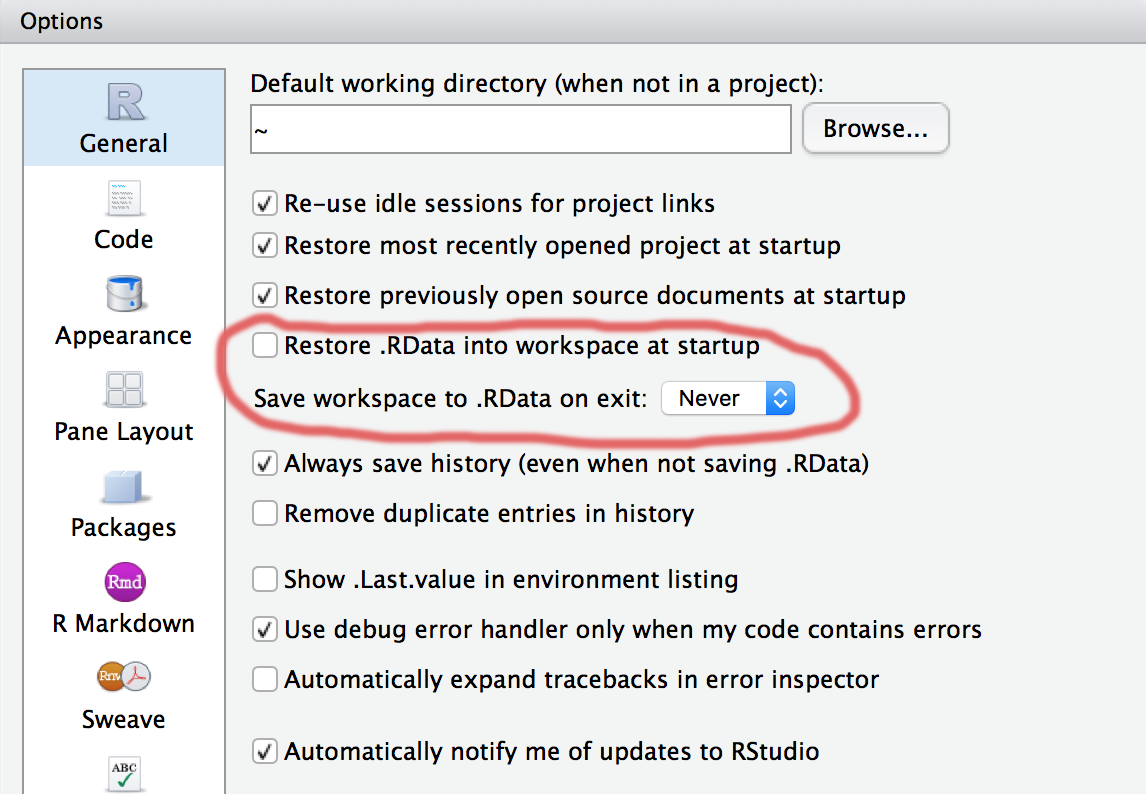 Options
R
General
Code
Appearance
Pane Layout
Packages
Rmd
R Markdown
Rnw
Sweave
ABC
Default working directory (when not in a project):
~
Browse...
Re-use idle sessions for project links
Restore most recently opened project at startup
Restore previously open source documents at startup
Restore .RData into workspace at startup
Save workspace to .RData on exit: Never
Always save history (even when not saving .RData)
Remove duplicate entries in history
Show .Last.value in environment listing
Use debug error handler only when my code contains errors
Automatically expand tracebacks in error inspector
Automatically notify me of updates to RStudio